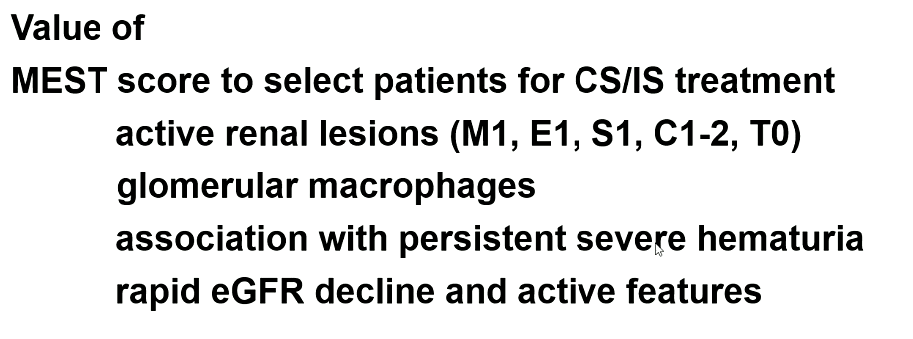 Value of
MEST score to select patients for CS/IS treatment
active renal lesions (M1, E1, S1, C1-2, T0)
glomerular macrophages
association with persistent severe hematuria
rapid eGFR decline and active features